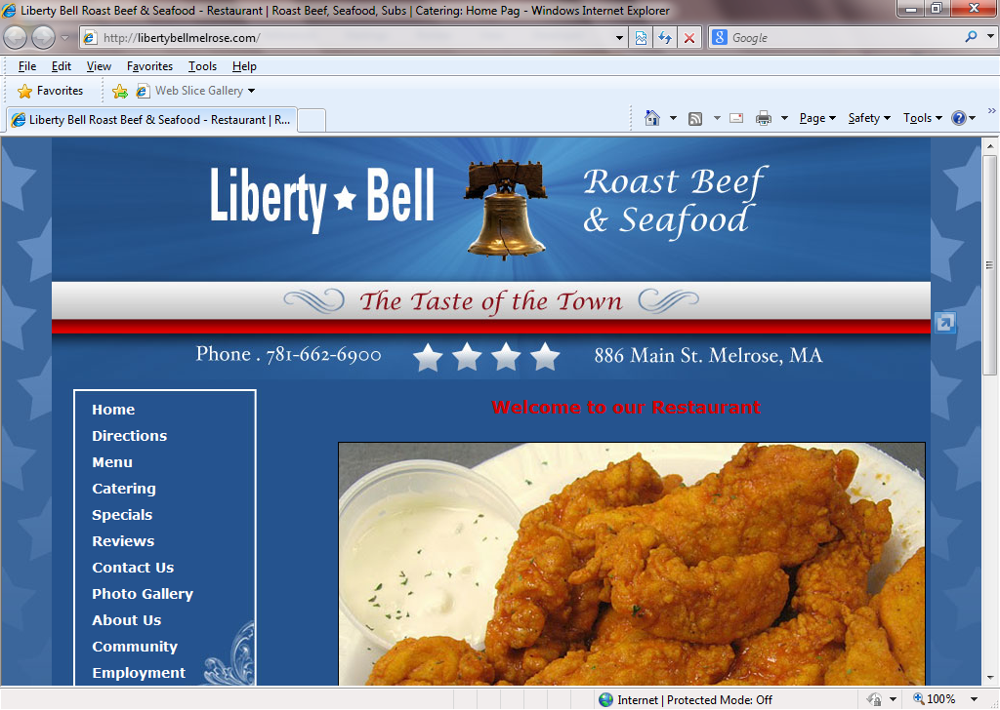 Liberty Bell Roast Beef & Seafood - Restaurant | Roast Beef, Seafood, Subs | Catering: Home Pag - Windows Internet Explorer
http://libertybellmelrose.com/
Google
File Edit View Favorites Tools Help
Favorites Web Slice Gallery
Liberty Bell Roast Beef & Seafood - Restaurant | R...
Page Safety Tools
Liberty Bell
Roast Beef
& Seafood
The Taste of the Town
Phone . 781-662-6900
886 Main St. Melrose, MA
Home
Directions
Menu
Catering
Specials
Reviews
Contact Us
Photo Gallery
About Us
Community
Employment
Welcome to our Restaurant
Internet | Protected Mode: Off
100%